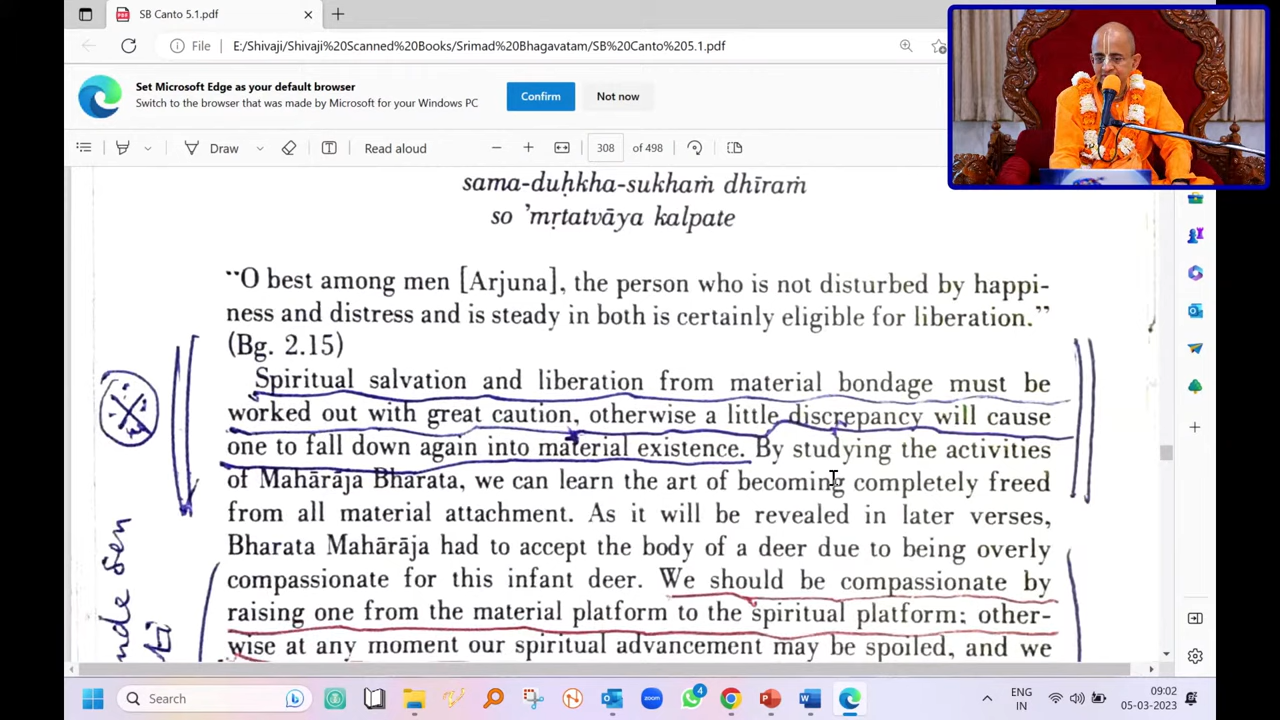 SB Canto 5.1.pdf
File
E:/Shivaji/Shivaji%20Scanned%20Books/Srimad%20Bhagavatam/SB%20Canto%205.1.pdf
Set Microsoft Edge as your default browser
Switch to the browser that was made by Microsoft for your Windows PC
Confirm
Not now
Draw
Read aloud
308 of 498
sama-duḥkha-sukhaṁ dhīraṁ
so 'mṛtatvāya kalpate
“O best among men [Arjuna], the person who is not disturbed by happi-
ness and distress and is steady in both is certainly eligible for liberation.”
(Bg. 2.15)
Spiritual salvation and liberation from material bondage must be
worked out with great caution, otherwise a little discrepancy will cause
one to fall down again into material existence. By studying the activities
of Mahārāja Bharata, we can learn the art of becoming completely freed
from all material attachment. As it will be revealed in later verses,
Bharata Mahārāja had to accept the body of a deer due to being overly
compassionate for this infant deer. We should be compassionate by
raising one from the material platform to the spiritual platform; other-
wise at any moment our spiritual advancement may be spoiled, and we
Search
zoom
4
ENG
IN
09:02
05-03-2023